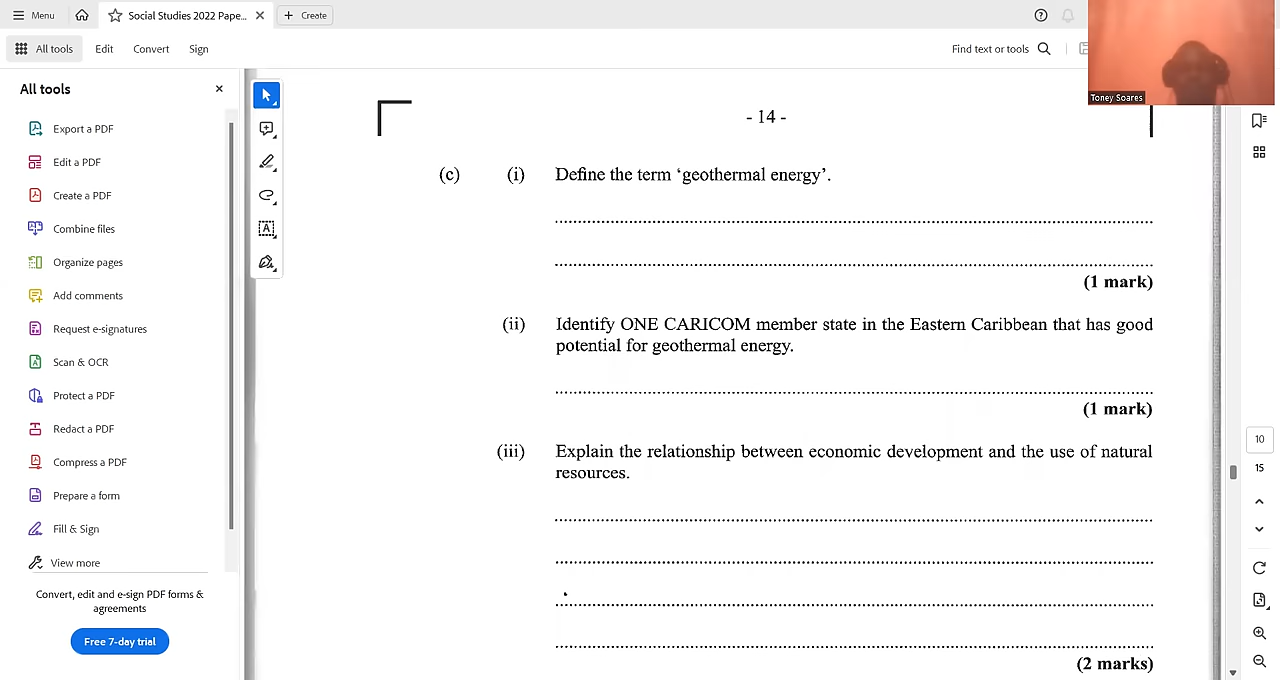 Menu
Social Studies 2022 Pape...
Create
All tools
Edit
Convert
Sign
Find text or tools
Toney Soares
All tools
Export a PDF
Edit a PDF
Create a PDF
Combine files
Organize pages
Add comments
Request e-signatures
Scan & OCR
Protect a PDF
Redact a PDF
Compress a PDF
Prepare a form
Fill & Sign
View more
Convert, edit and e-sign PDF forms &
agreements
Free 7-day trial
- 14 -
(c) (i) Define the term ‘geothermal energy’.
(1 mark)
(ii) Identify ONE CARICOM member state in the Eastern Caribbean that has good
potential for geothermal energy.
(1 mark)
(iii) Explain the relationship between economic development and the use of natural
resources.
(2 marks)
10
15